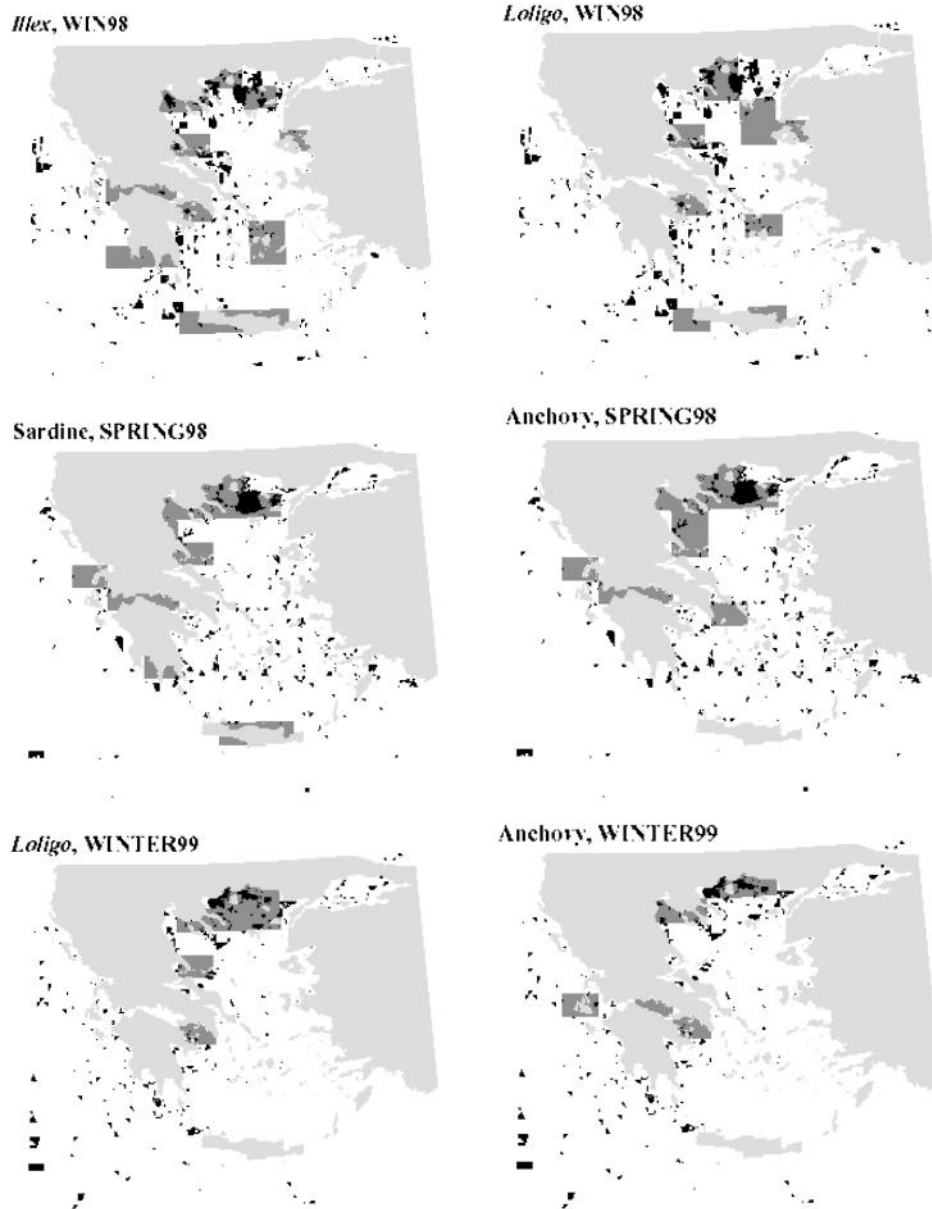 Illex, WIN98
Loligo, WIN98
Sardine, SPRING98
Anchovy, SPRING98
Loligo, WINTER99
Anchovy, WINTER99